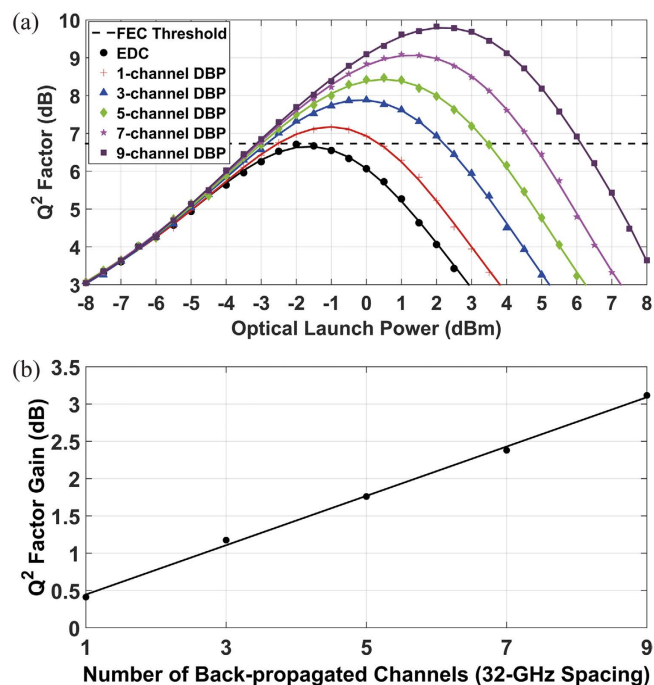 (a)
10
9
8
7
6
5
4
3
Q² Factor (dB)
FEC Threshold
EDC
1-channel DBP
3-channel DBP
5-channel DBP
7-channel DBP
9-channel DBP
-8 -7 -6 -5 -4 -3 -2 -1 0 1 2 3 4 5 6 7 8
Optical Launch Power (dBm)
(b)
3.5
3
2.5
2
1.5
1
0.5
0
Q² Factor Gain (dB)
1 3 5 7 9
Number of Back-propagated Channels (32-GHz Spacing)